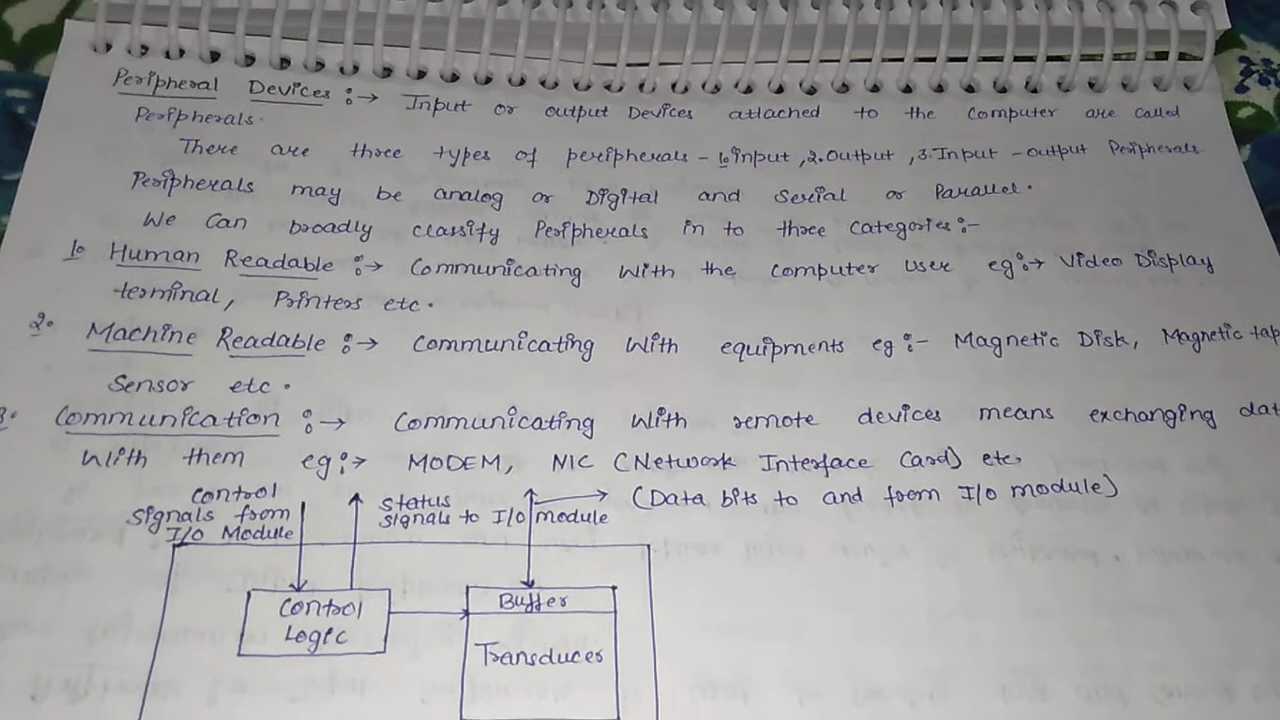 Peripheral Devices :→ Input or output Devices attached to the Computer are called
Peripherals.
There are three types of peripherals - 1. input, 2. Output, 3. Input - output Peripherals
Peripherals may be analog or Digital and Serial or Parallel.
We Can broadly classify Peripherals in to three Categories :-
1. Human Readable :→ Communicating With the Computer user eg :→ Video Display
terminal, Printers etc.
2. Machine Readable :→ Communicating With equipments eg :- Magnetic Disk, Magnetic tap
Sensor etc.
3. Communication :→ Communicating With remote devices means exchanging dat
With them eg :→ MODEM, NIC (Network Interface Card) etc.
Control
Signals from
I/O Module
Status
Signals to I/O module
(Data bits to and from I/O module)
Control
Logic
Buffer
Transducer